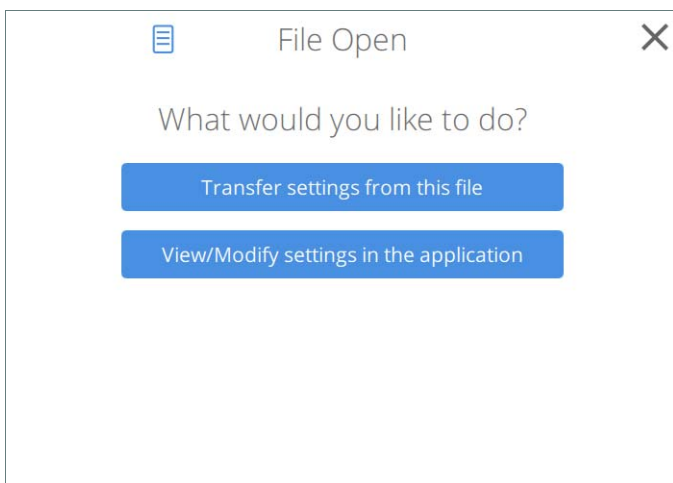 File Open
What would you like to do?
Transfer settings from this file
View/Modify settings in the application